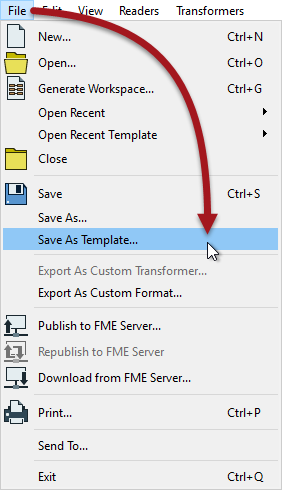 File Edit View Readers Transformers
New... Ctrl+N
Open... Ctrl+O
Generate Workspace... Ctrl+G
Open Recent
Open Recent Template
Close
Save Ctrl+S
Save As...
Save As Template...
Export As Custom Transformer...
Export As Custom Format...
Publish to FME Server...
Republish to FME Server
Download from FME Server...
Print... Ctrl+P
Send To...
Exit Ctrl+Q